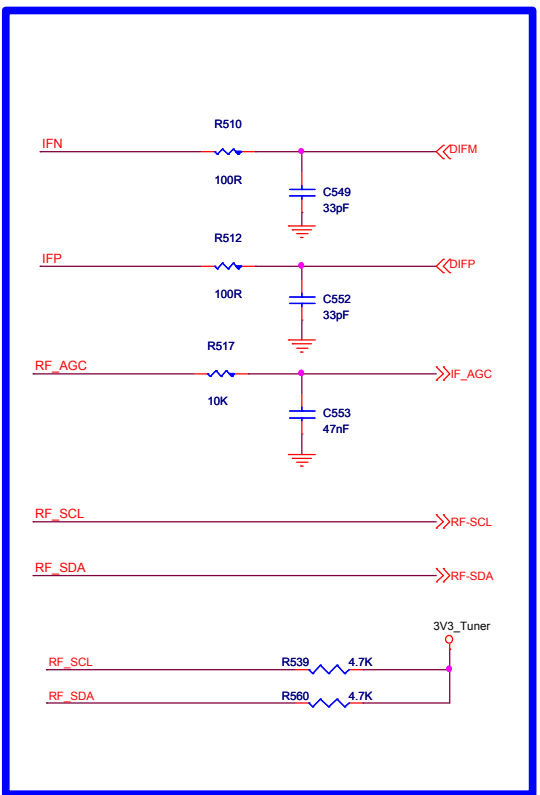 R510
IFN
DIFM
100R
C549
33pF
R512
IFP
DIFP
100R
C552
33pF
R517
RF_AGC
IF_AGC
10K
C553
47nF
RF_SCL
RF-SCL
RF_SDA
RF-SDA
3V3_Tuner
RF_SCL R539 4.7K
RF_SDA R560 4.7K